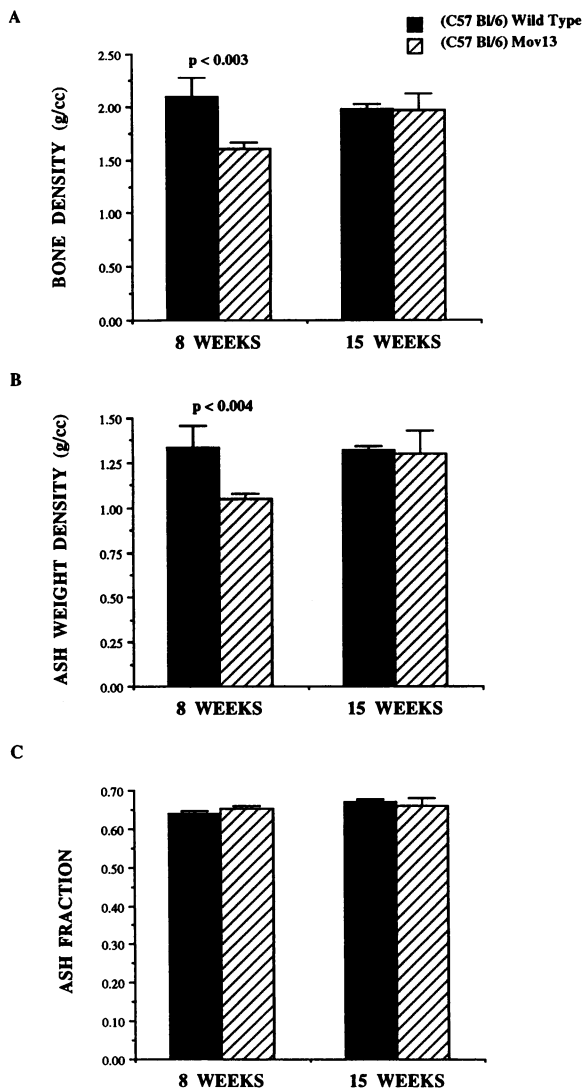 A
(C57 Bl/6) Wild Type
(C57 Bl/6) Mov13
p < 0.003
2.50
2.00
1.50
1.00
0.50
0.00
BONE DENSITY (g/cc)
8 WEEKS 15 WEEKS
B
p < 0.004
1.50
1.25
1.00
0.75
0.50
0.25
0.00
ASH WEIGHT DENSITY (g/cc)
8 WEEKS 15 WEEKS
C
0.70
0.60
0.50
0.40
0.30
0.20
0.10
0.00
ASH FRACTION
8 WEEKS 15 WEEKS